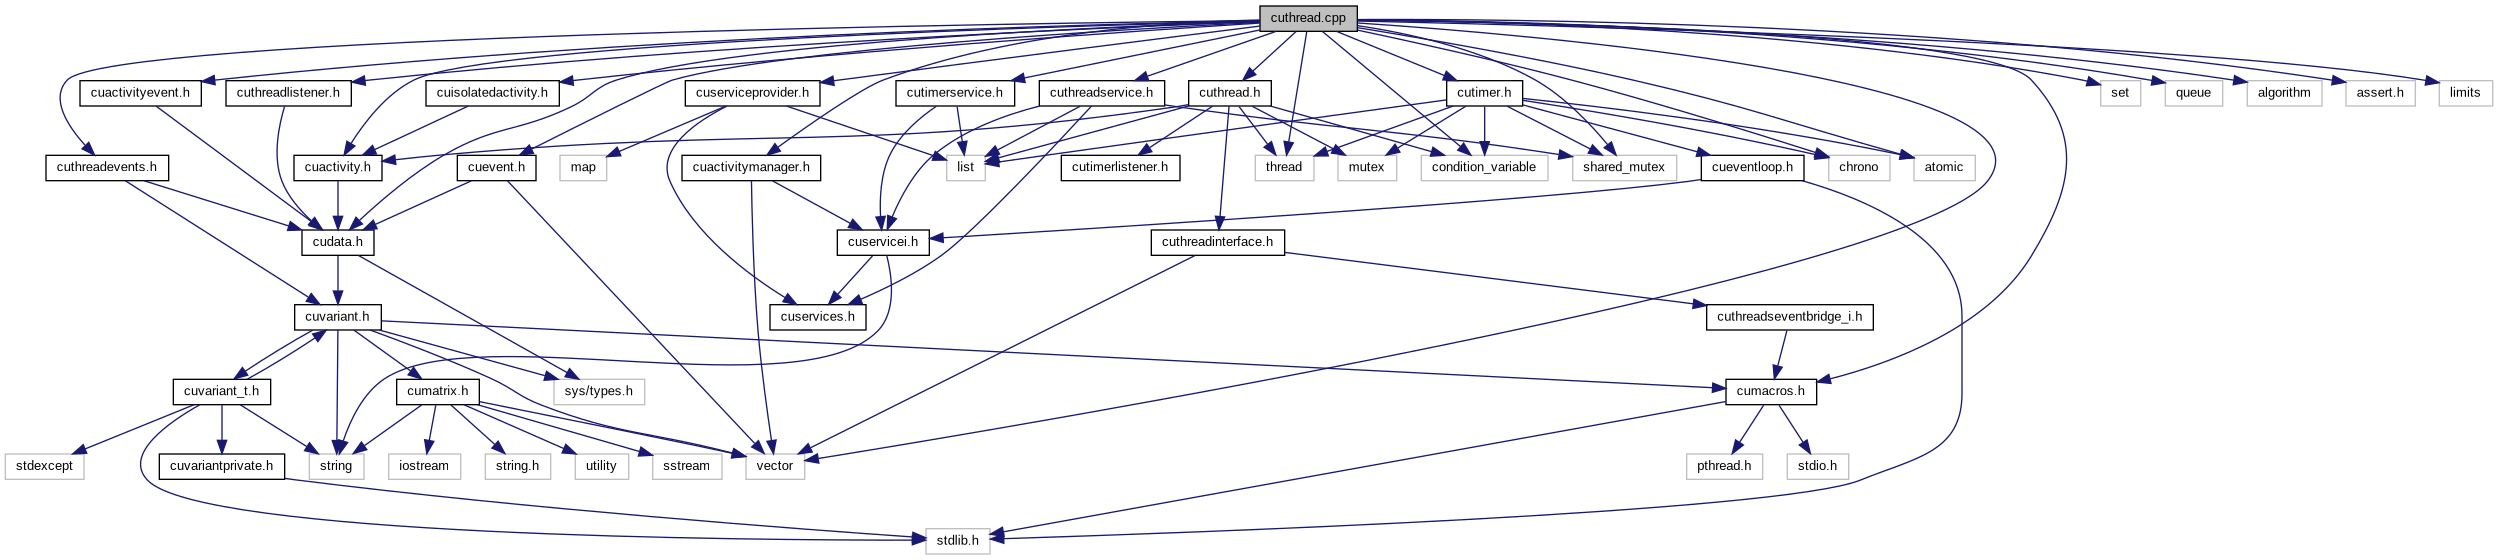 cuthread.cpp
cuactivityevent.h
cuthreadlistener.h
cuisolatedactivity.h
cuserviceprovider.h
cutimerservice.h
cuthreadservice.h
cuthread.h
cutimer.h
set
queue
algorithm
assert.h
limits
cuthreadevents.h
cuactivity.h
cuevent.h
map
cuactivitymanager.h
list
cutimerlistener.h
thread
mutex
condition_variable
shared_mutex
cueventloop.h
chrono
atomic
cudata.h
cuservicei.h
cuthreadinterface.h
cuvariant.h
cuservices.h
cuthreadseventbridge_i.h
cuvariant_t.h
cumatrix.h
sys/types.h
cumacros.h
stdexcept
cuvariantprivate.h
string
iostream
string.h
utility
sstream
vector
pthread.h
stdio.h
stdlib.h